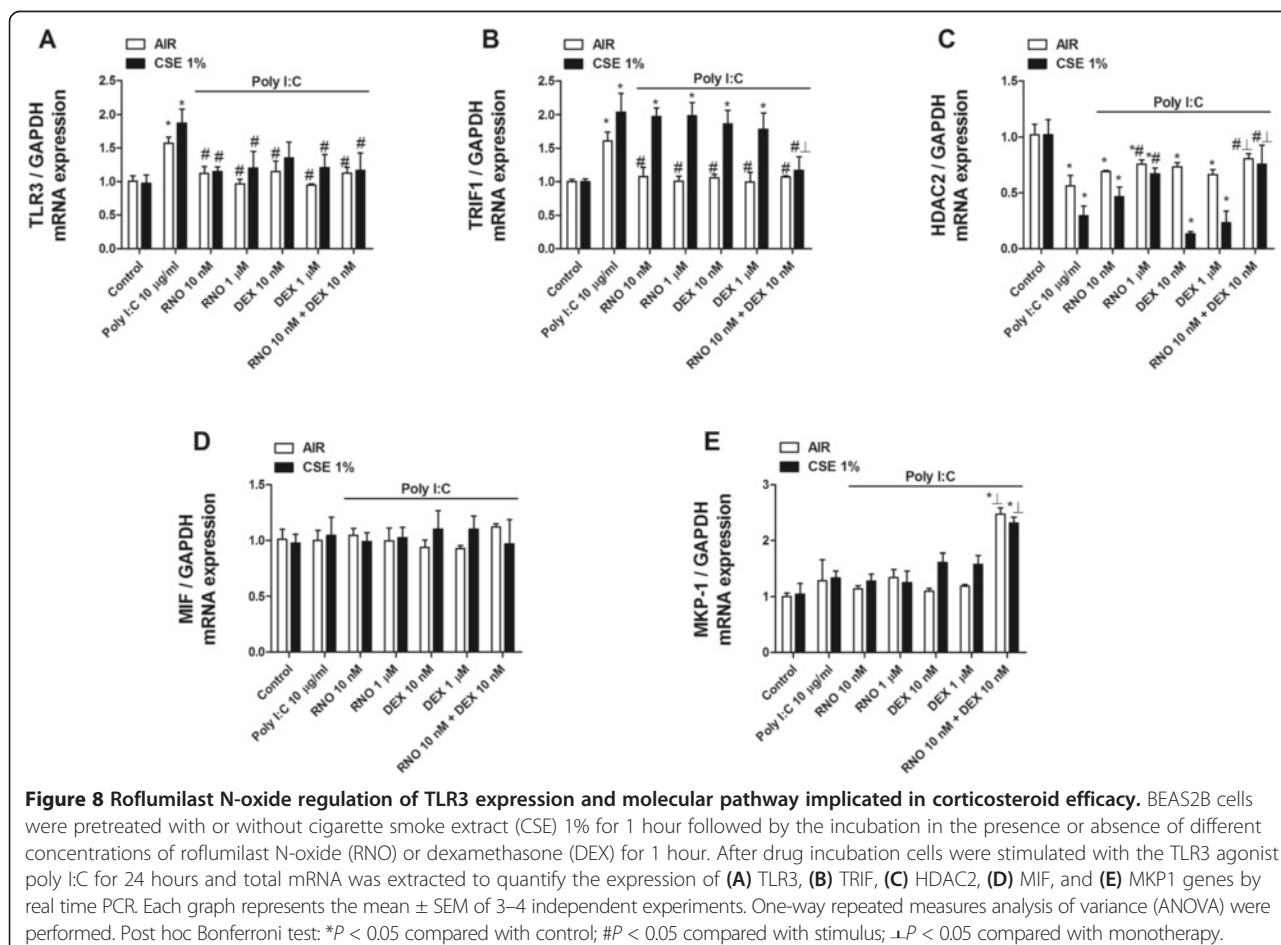 A
AIR
CSE 1%
Poly I:C
TLR3 / GAPDH
mRNA expression
2.5
2.0
1.5
1.0
0.5
0.0
* * # # # # # # # #
Control
Poly I:C 10 µg/ml
RNO 10 nM
RNO 1 µM
DEX 10 nM
DEX 1 µM
RNO 10 nM + DEX 10 nM
B
AIR
CSE 1%
Poly I:C
TRIF1 / GAPDH
mRNA expression
2.5
2.0
1.5
1.0
0.5
0.0
* * # * # * # * # * # #⊥
Control
Poly I:C 10 µg/ml
RNO 10 nM
RNO 1 µM
DEX 10 nM
DEX 1 µM
RNO 10 nM + DEX 10 nM
C
AIR
CSE 1%
Poly I:C
HDAC2 / GAPDH
mRNA expression
1.5
1.0
0.5
0.0
* * * * *# *# * * * * #⊥ #⊥
Control
Poly I:C 10 µg/ml
RNO 10 nM
RNO 1 µM
DEX 10 nM
DEX 1 µM
RNO 10 nM + DEX 10 nM
D
AIR
CSE 1%
Poly I:C
MIF / GAPDH
mRNA expression
1.5
1.0
0.5
0.0
Control
Poly I:C 10 µg/ml
RNO 10 nM
RNO 1 µM
DEX 10 nM
DEX 1 µM
RNO 10 nM + DEX 10 nM
E
AIR
CSE 1%
Poly I:C
MKP-1 / GAPDH
mRNA expression
3
2
1
0
*⊥ *⊥
Control
Poly I:C 10 µg/ml
RNO 10 nM
RNO 1 µM
DEX 10 nM
DEX 1 µM
RNO 10 nM + DEX 10 nM
Figure 8 Roflumilast N-oxide regulation of TLR3 expression and molecular pathway implicated in corticosteroid efficacy. BEAS2B cells
were pretreated with or without cigarette smoke extract (CSE) 1% for 1 hour followed by the incubation in the presence or absence of different
concentrations of roflumilast N-oxide (RNO) or dexamethasone (DEX) for 1 hour. After drug incubation cells were stimulated with the TLR3 agonist
poly I:C for 24 hours and total mRNA was extracted to quantify the expression of (A) TLR3, (B) TRIF, (C) HDAC2, (D) MIF, and (E) MKP1 genes by
real time PCR. Each graph represents the mean ± SEM of 3–4 independent experiments. One-way repeated measures analysis of variance (ANOVA) were
performed. Post hoc Bonferroni test: *P < 0.05 compared with control; #P < 0.05 compared with stimulus; ⊥P < 0.05 compared with monotherapy.